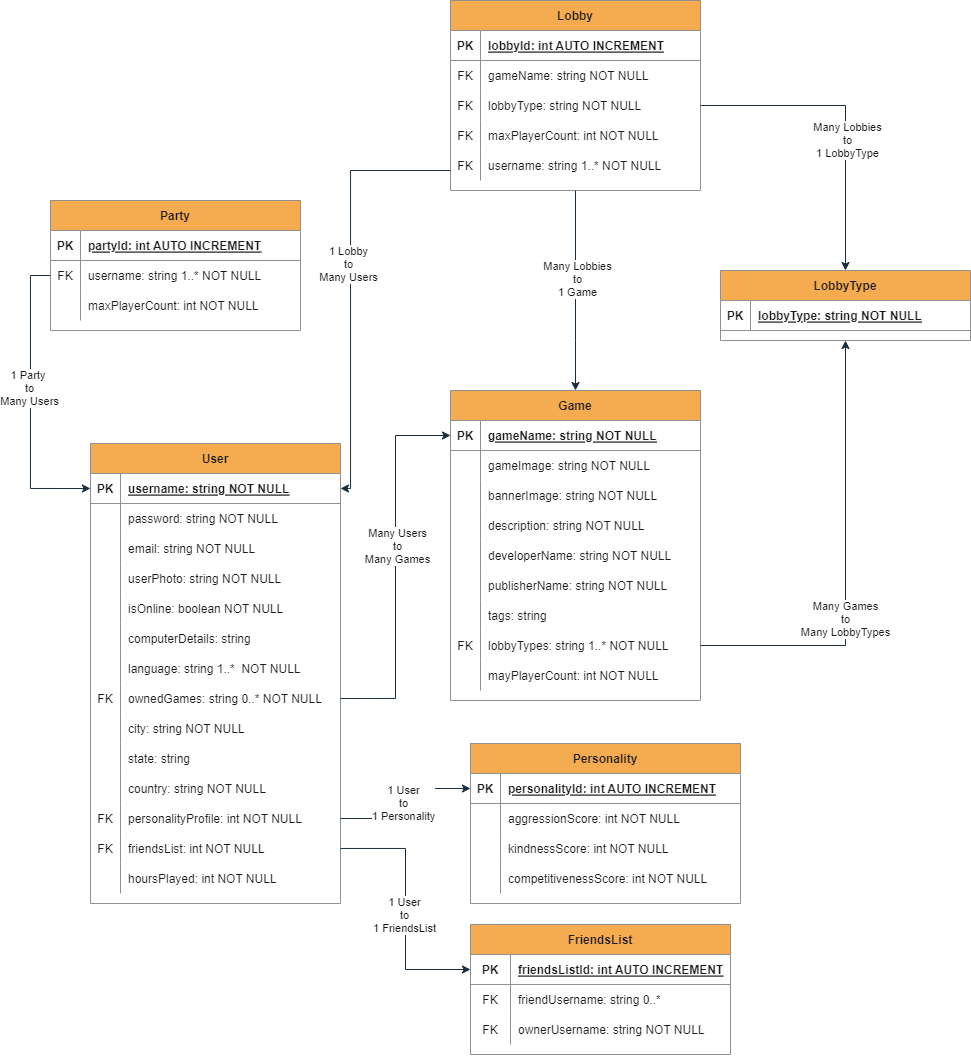 Lobby
PK lobbyId: int AUTO INCREMENT
FK gameName: string NOT NULL
FK lobbyType: string NOT NULL
FK maxPlayerCount: int NOT NULL
FK username: string 1..* NOT NULL
Many Lobbies
to
1 LobbyType
Party
PK partyId: int AUTO INCREMENT
FK username: string 1..* NOT NULL
maxPlayerCount: int NOT NULL
1 Lobby
to
Many Users
Many Lobbies
to
1 Game
LobbyType
PK lobbyType: string NOT NULL
1 Party
to
Many Users
Game
PK gameName: string NOT NULL
gameImage: string NOT NULL
bannerImage: string NOT NULL
description: string NOT NULL
developerName: string NOT NULL
publisherName: string NOT NULL
tags: string
FK lobbyTypes: string 1..* NOT NULL
mayPlayerCount: int NOT NULL
Many Games
to
Many LobbyTypes
User
PK username: string NOT NULL
password: string NOT NULL
email: string NOT NULL
userPhoto: string NOT NULL
isOnline: boolean NOT NULL
computerDetails: string
language: string 1..* NOT NULL
FK ownedGames: string 0..* NOT NULL
city: string NOT NULL
state: string
country: string NOT NULL
FK personalityProfile: int NOT NULL
FK friendsList: int NOT NULL
hoursPlayed: int NOT NULL
Many Users
to
Many Games
1 User
to
1 Personality
Personality
PK personalityId: int AUTO INCREMENT
aggressionScore: int NOT NULL
kindnessScore: int NOT NULL
competitivenessScore: int NOT NULL
1 User
to
1 FriendsList
FriendsList
PK friendsListId: int AUTO INCREMENT
FK friendUsername: string 0..*
FK ownerUsername: string NOT NULL